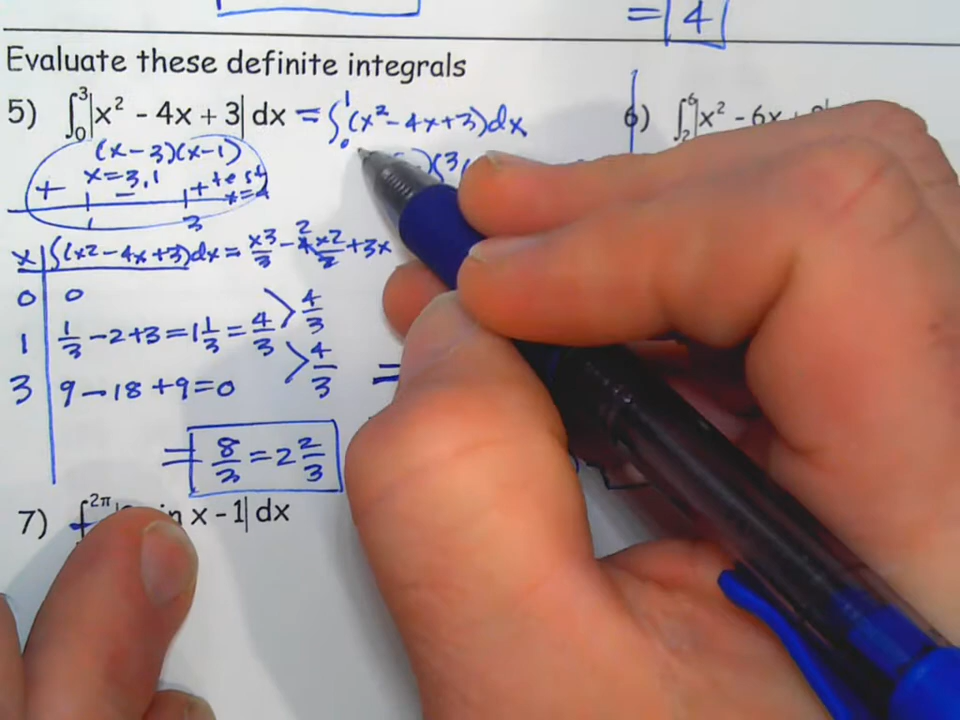 = 4
Evaluate these definite integrals
5) ∫₀³|x² - 4x + 3| dx = ∫₀¹(x² - 4x + 3)dx
(x-3)(x-1)
x=3,1
+ - + test
x=4
1 3
x ∫(x²-4x+3)dx = x³/3 - 4x²/2 + 3x
2
0 0
1 1/3 - 2 + 3 = 1 1/3 = 4/3 > 4/3
3 9 - 18 + 9 = 0 > 4/3
=
= 8/3 = 2 2/3
6) ∫₂⁶|x² - 6x +
7) ∫ 2π x - 1| dx